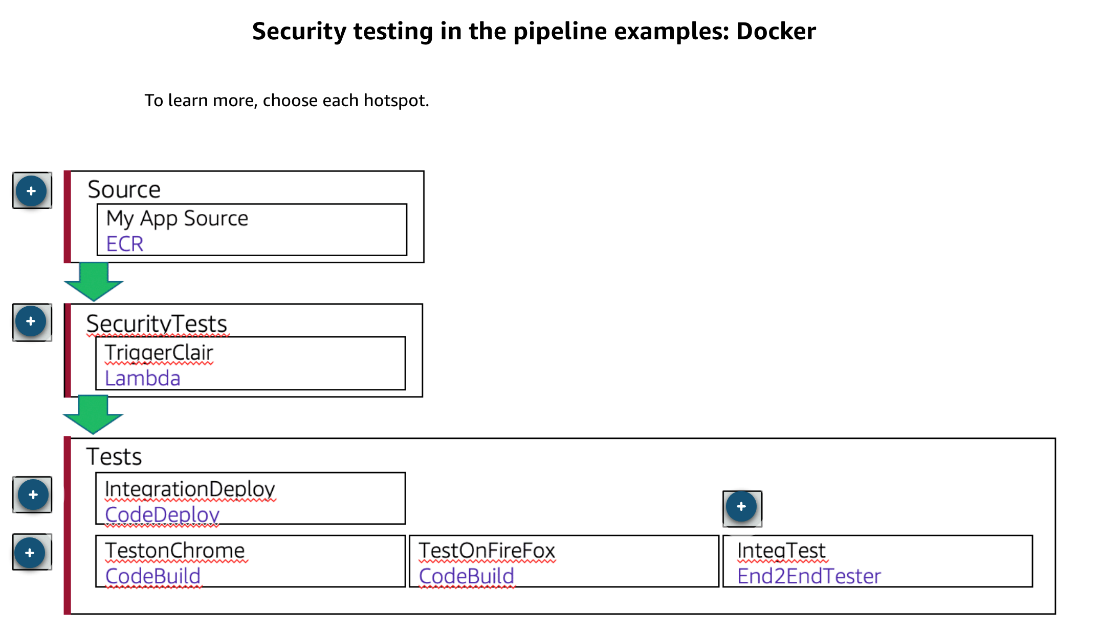 Security testing in the pipeline examples: Docker
To learn more, choose each hotspot.
+
Source
My App Source
ECR
+
SecurityTests
TriggerClair
Lambda
Tests
+
IntegrationDeploy
CodeDeploy
+
+
TestonChrome
CodeBuild
TestOnFireFox
CodeBuild
IntegTest
End2EndTester